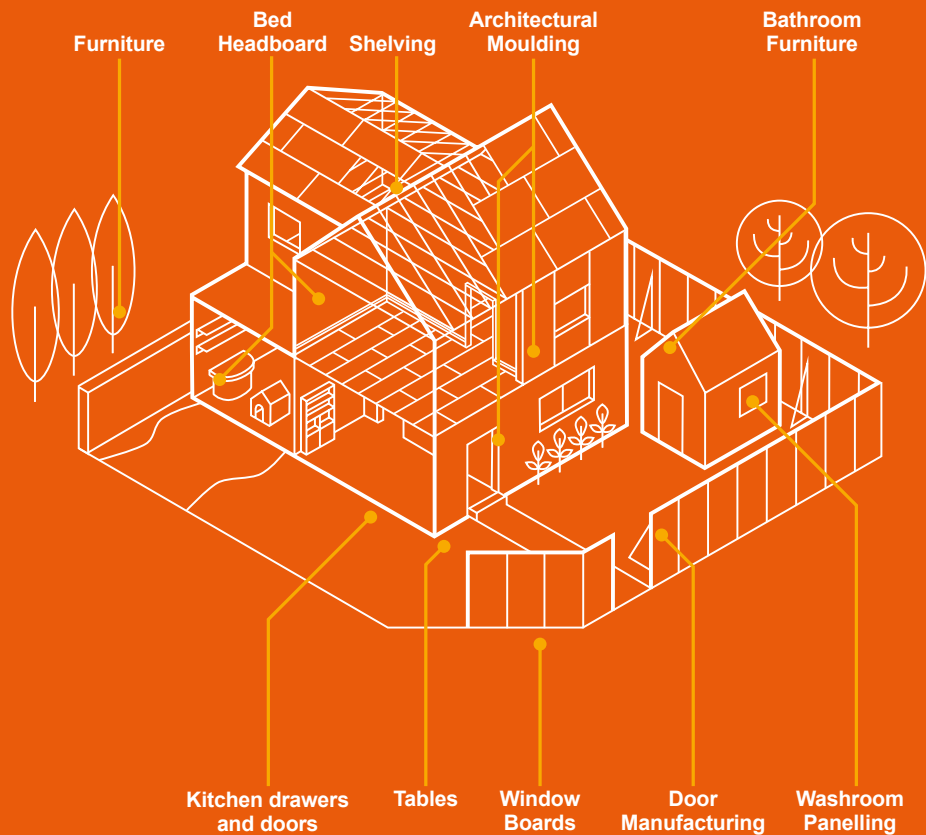 Furniture
Bed
Headboard
Shelving
Architectural
Moulding
Bathroom
Furniture
Kitchen drawers
and doors
Tables
Window
Boards
Door
Manufacturing
Washroom
Panelling